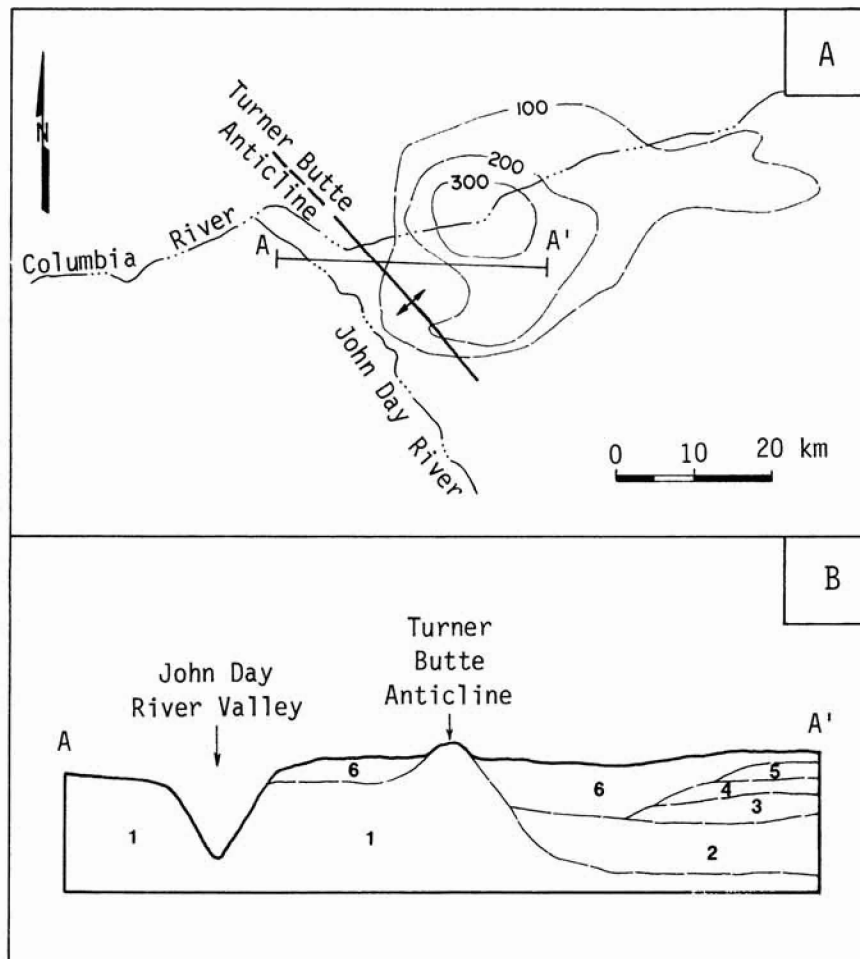 A
N
Turner Butte
Anticline
100
200
300
Columbia River
A
A'
John Day River
0 10 20 km
B
Turner
Butte
Anticline
John Day
River Valley
A
A'
6
6
5
4
3
1
1
2